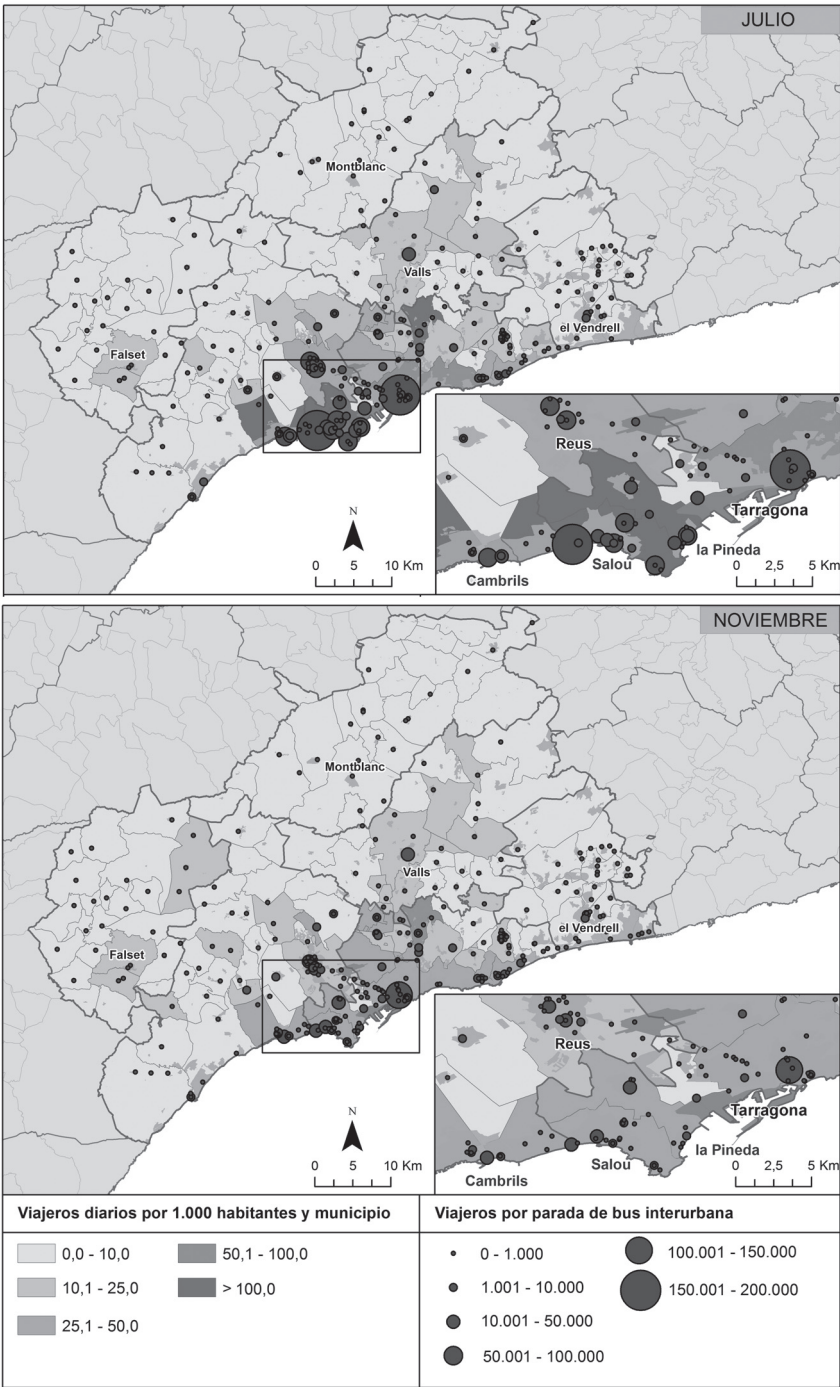 JULIO
Montblanc
Valls
el Vendrell
Falset
N
0 5 10 Km
Reus
Tarragona
la Pineda
Salou
Cambrils
0 2,5 5 Km
NOVIEMBRE
Montblanc
Valls
el Vendrell
Falset
N
0 5 10 Km
Reus
Tarragona
la Pineda
Salou
Cambrils
0 2,5 5 Km
Viajeros diarios por 1.000 habitantes y municipio
0,0 - 10,0
10,1 - 25,0
25,1 - 50,0
50,1 - 100,0
> 100,0
Viajeros por parada de bus interurbana
0 - 1.000
1.001 - 10.000
10.001 - 50.000
50.001 - 100.000
100.001 - 150.000
150.001 - 200.000